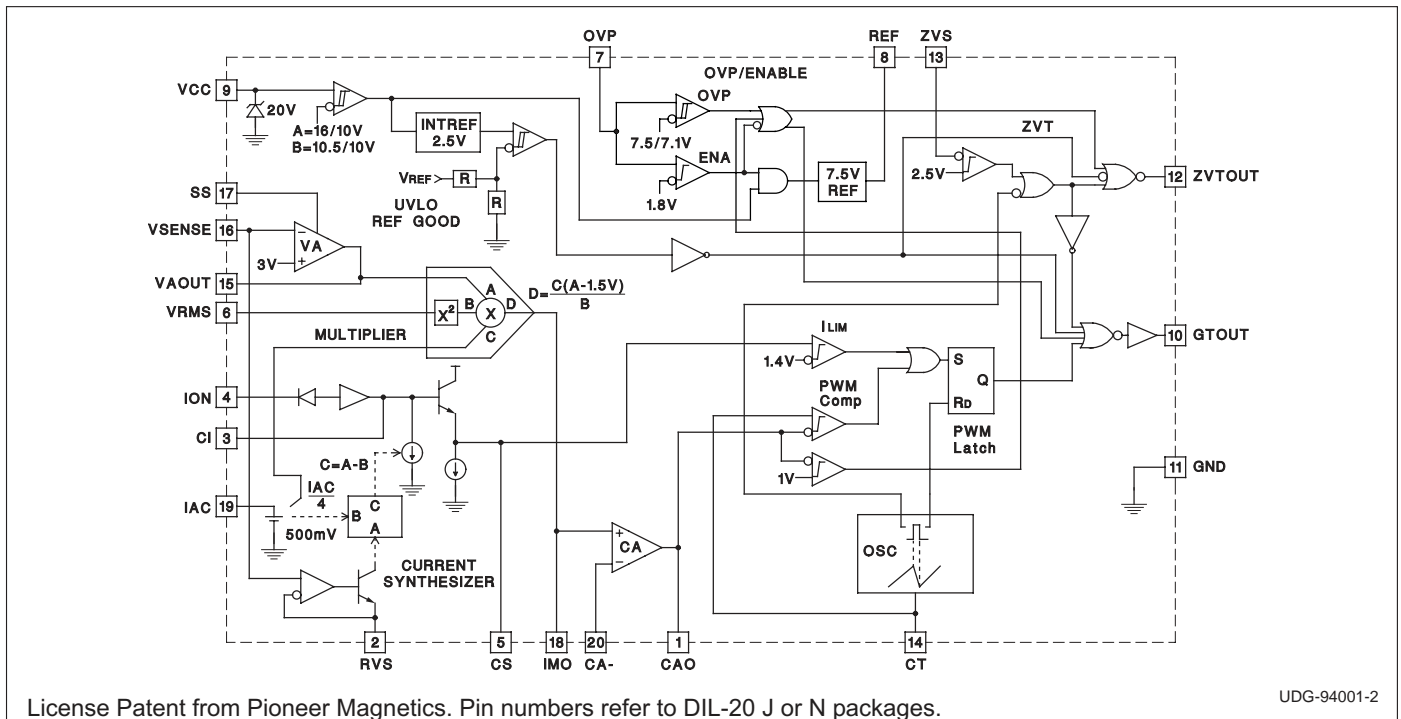 OVP
7
REF
8
ZVS
13
OVP/ENABLE
VCC
9
20V
A=16/10V
B=10.5/10V
INTREF
2.5V
OVP
7.5/7.1V
ENA
1.8V
7.5V
REF
ZVT
2.5V
12
ZVTOUT
VREF
R
R
UVLO
REF GOOD
SS
17
VSENSE
16
VA
3V
VAOUT
15
VRMS
6
X²
A
B
X
D
C
D=C(A-1.5V)/B
MULTIPLIER
ILIM
1.4V
PWM
Comp
1V
S
Q
RD
PWM
Latch
10
GTOUT
11
GND
ION
4
CI
3
C=A-B
IAC
19
IAC/4
500mV
C
B
A
CURRENT
SYNTHESIZER
CA
+
−
OSC
2
RVS
5
CS
18
IMO
20
CA-
1
CAO
14
CT
License Patent from Pioneer Magnetics. Pin numbers refer to DIL-20 J or N packages.
UDG-94001-2